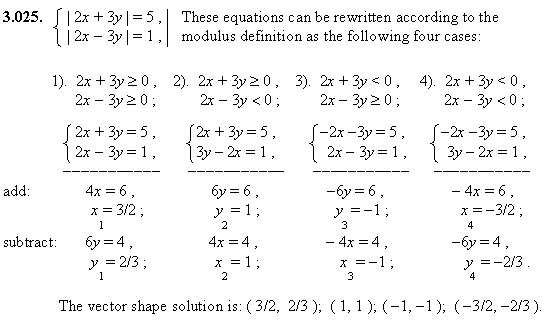 3.025. { | 2x + 3y | = 5 , | These equations can be rewritten according to the
| 2x − 3y | = 1 , | modulus definition as the following four cases:
1). 2x + 3y ≥ 0 , 2). 2x + 3y ≥ 0 , 3). 2x + 3y < 0 , 4). 2x + 3y < 0 ,
2x − 3y ≥ 0 ; 2x − 3y < 0 ; 2x − 3y ≥ 0 ; 2x − 3y < 0 ;
{ 2x + 3y = 5 , { 2x + 3y = 5 , { −2x −3y = 5 , { −2x −3y = 5 ,
2x − 3y = 1 , 3y − 2x = 1 , 2x − 3y = 1 , 3y − 2x = 1 ,
add: 4x = 6 , 6y = 6 , −6y = 6 , − 4x = 6 ,
x₁ = 3/2 ; y₂ = 1 ; y₃ = −1 ; x₄ = −3/2 ;
subtract: 6y = 4 , 4x = 4 , − 4x = 4 , −6y = 4 ,
y₁ = 2/3 ; x₂ = 1 ; x₃ = −1 ; y₄ = −2/3 .
The vector shape solution is: ( 3/2, 2/3 ); ( 1, 1 ); ( −1, −1 ); ( −3/2, −2/3 ).